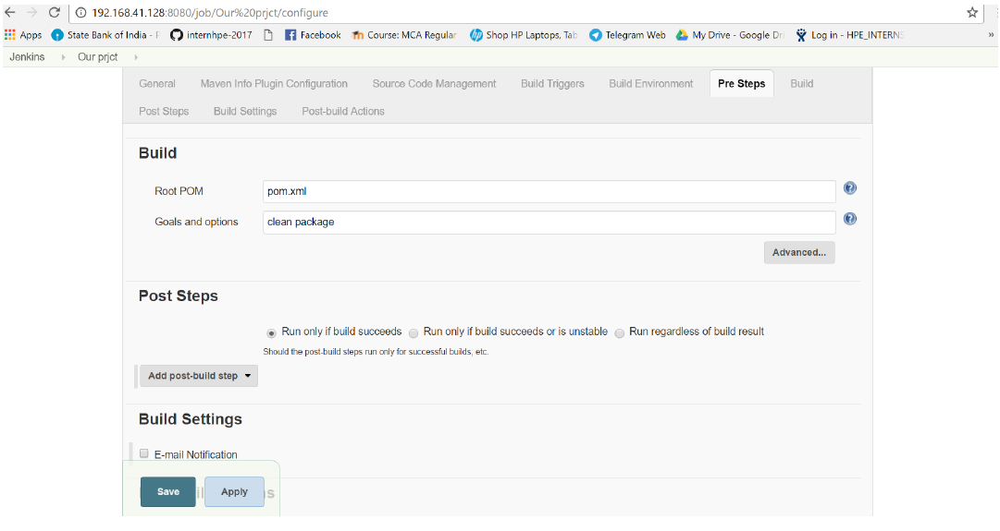 192.168.41.128:8080/job/Our%20prjct/configure
Apps State Bank of India - F internhpe-2017 Facebook Course: MCA Regular Shop HP Laptops, Tab Telegram Web My Drive - Google Dri Log in - HPE_INTERNS »
Jenkins Our prjct
General Maven Info Plugin Configuration Source Code Management Build Triggers Build Environment Pre Steps Build
Post Steps Build Settings Post-build Actions
Build
Root POM pom.xml
Goals and options clean package
Advanced...
Post Steps
Run only if build succeeds Run only if build succeeds or is unstable Run regardless of build result
Should the post-build steps run only for successful builds, etc.
Add post-build step
Build Settings
E-mail Notification
Save Apply